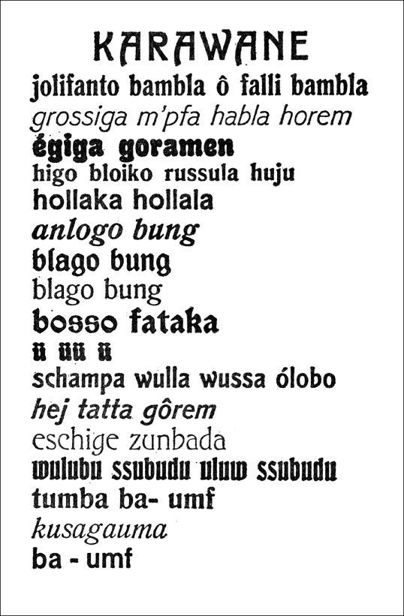 KARAWANE
jolifanto bambla ô falli bambla
grossiga m'pfa habla horem
égiga goramen
higo bloiko russula huju
hollaka hollala
anlogo bung
blago bung
blago bung
bosso fataka
ü üü ü
schampa wulla wussa ólobo
hej tatta gôrem
eschige zunbada
wulubu ssubudu uluw ssubudu
tumba ba- umf
kusagauma
ba - umf